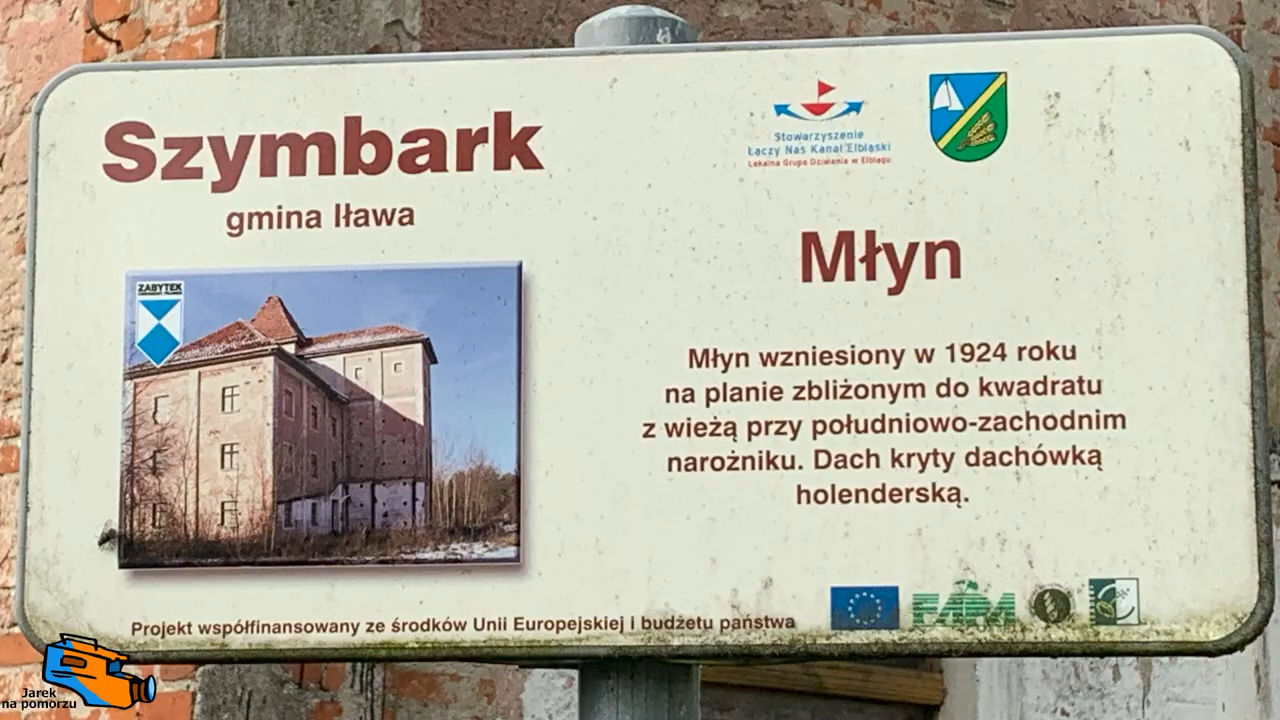 Szymbark
gmina Iława
Stowarzyszenie
Łączy Nas Kanał Elbląski
Lokalna Grupa Działania w Elblągu
Młyn
ZABYTEK
Młyn wzniesiony w 1924 roku
na planie zbliżonym do kwadratu
z wieżą przy południowo-zachodnim
narożniku. Dach kryty dachówką
holenderską.
Projekt współfinansowany ze środków Unii Europejskiej i budżetu państwa
Jarek
na pomorzu